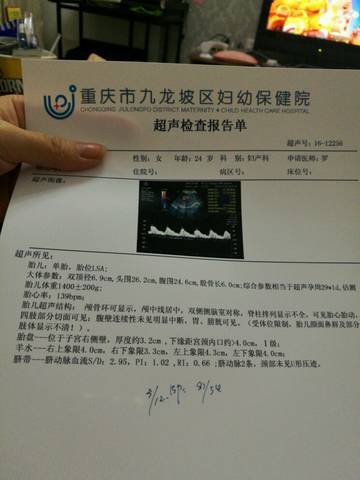 重庆市九龙坡区妇幼保健院
CHONGQING JIULONGPO DISTRICT MATERNITY & CHILD HEALTH CARE HOSPITAL
超声检查报告单
超声号: 16-12256
性别: 女 年龄: 24 岁 科 别: 妇产科 申请医师: 罗
住院号: 病区号: 床位号:
超声图像:
超声所见:
胎儿: 单胎, 胎位LSA;
大体参数: 双顶径6.9cm, 头围26.2cm, 腹围24.6cm, 股骨长6.0cm; 综合参数相当于超声孕周29w1d, 估测
胎儿体重1400±200g;
胎心率: 139bpm;
胎儿超声结构: 颅骨环可显示, 颅中线居中, 双侧侧脑室对称, 脊柱排列显示不全, 可见胎心胎动,
四肢部分切面可见; 腹壁连续性未见明显中断, 胃、膀胱可见。(受体位限制, 胎儿颜面鼻唇及部分
肢体显示不清!)。
胎盘---位于子宫右侧壁, 厚度约3.2cm, 下缘距宫颈内口约>4.0cm, I级;
羊水---右上象限4.0cm, 右下象限3.3cm, 左上象限4.3cm, 左下象限4.0cm;
脐带---脐动脉血流S/D: 2.95, PI: 1.02, RI: 0.66; 脐动脉2条, 颈部未见U形压迹。